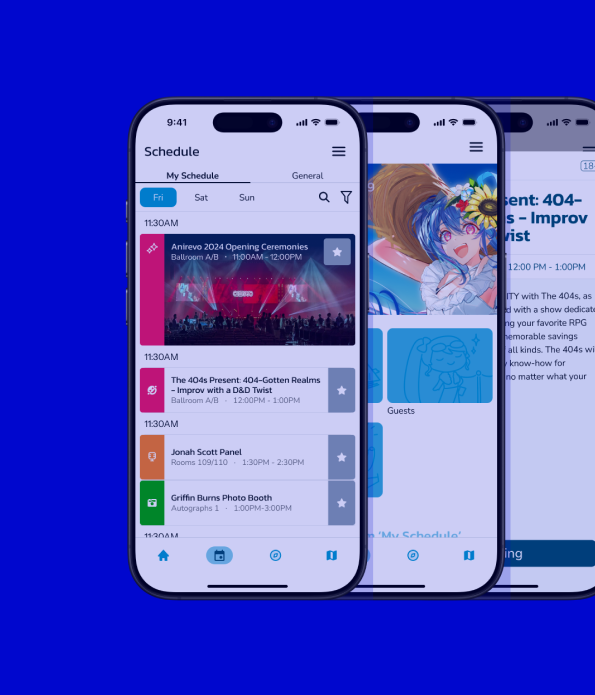 9:41
Schedule
My Schedule
General
Fri
Sat
Sun
11:30AM
Anirevo 2024 Opening Ceremonies
Ballroom A/B · 11:00AM - 12:00PM
11:30AM
The 404s Present: 404-Gotten Realms
- Improv with a D&D Twist
Ballroom A/B · 12:00PM - 1:00PM
11:30AM
Jonah Scott Panel
Rooms 109/110 · 1:30PM - 2:30PM
Griffin Burns Photo Booth
Autographs 1 · 1:00PM-3:00PM
11:30AM
Guests
'My Schedule'
18
sent: 404-
s - Improv
wist
12:00 PM - 1:00PM
ITY with The 404s, as
d with a show dedicate
ng your favorite RPG
memorable savings
all kinds. The 404s wi
y know-how for
no matter what your
ing